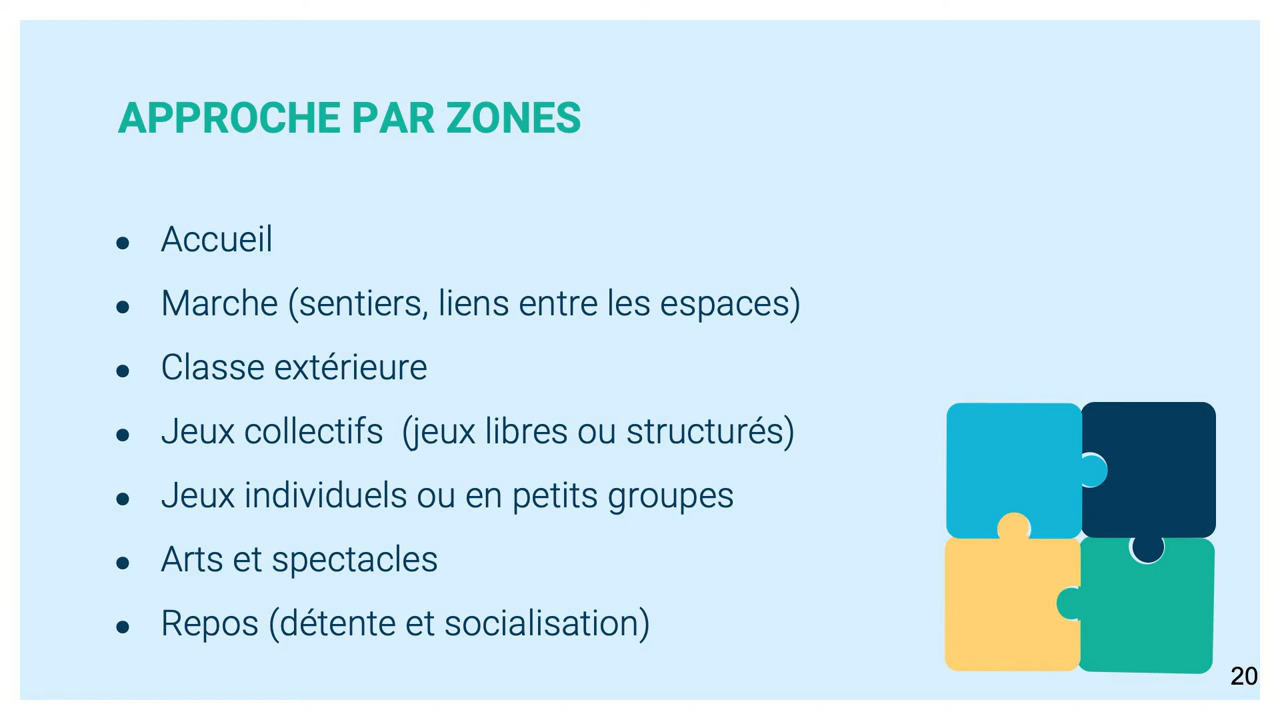 APPROCHE PAR ZONES
● Accueil
● Marche (sentiers, liens entre les espaces)
● Classe extérieure
● Jeux collectifs (jeux libres ou structurés)
● Jeux individuels ou en petits groupes
● Arts et spectacles
● Repos (détente et socialisation)
20